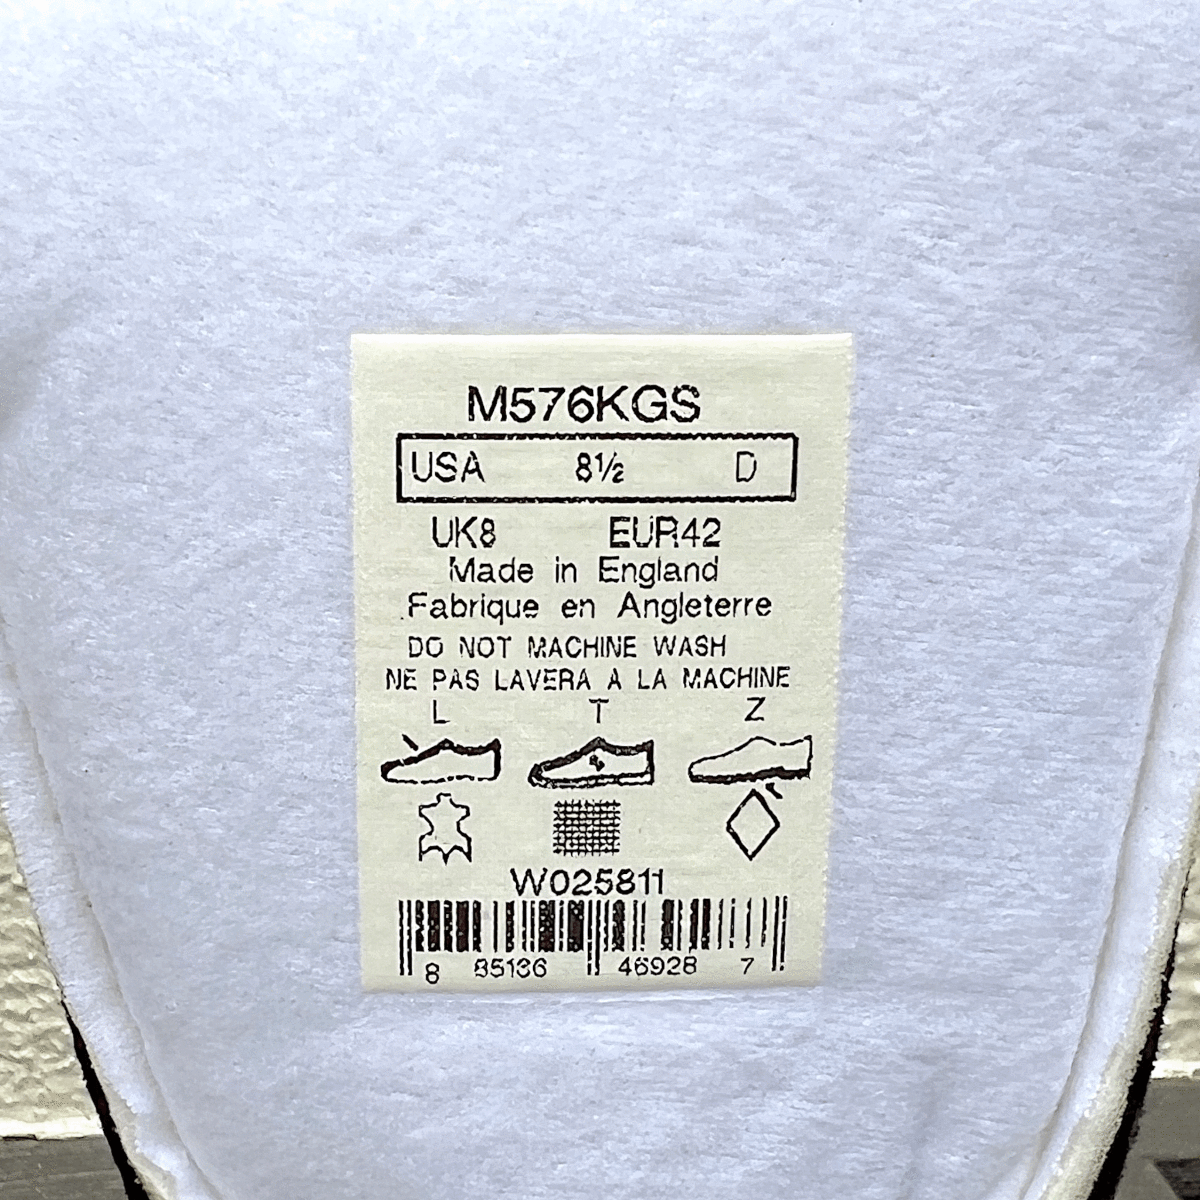 M576KGS
USA 8½ D
UK8 EUR42
Made in England
Fabrique en Angleterre
DO NOT MACHINE WASH
NE PAS LAVERA A LA MACHINE
L T Z
W025811
8 85136 46928 7